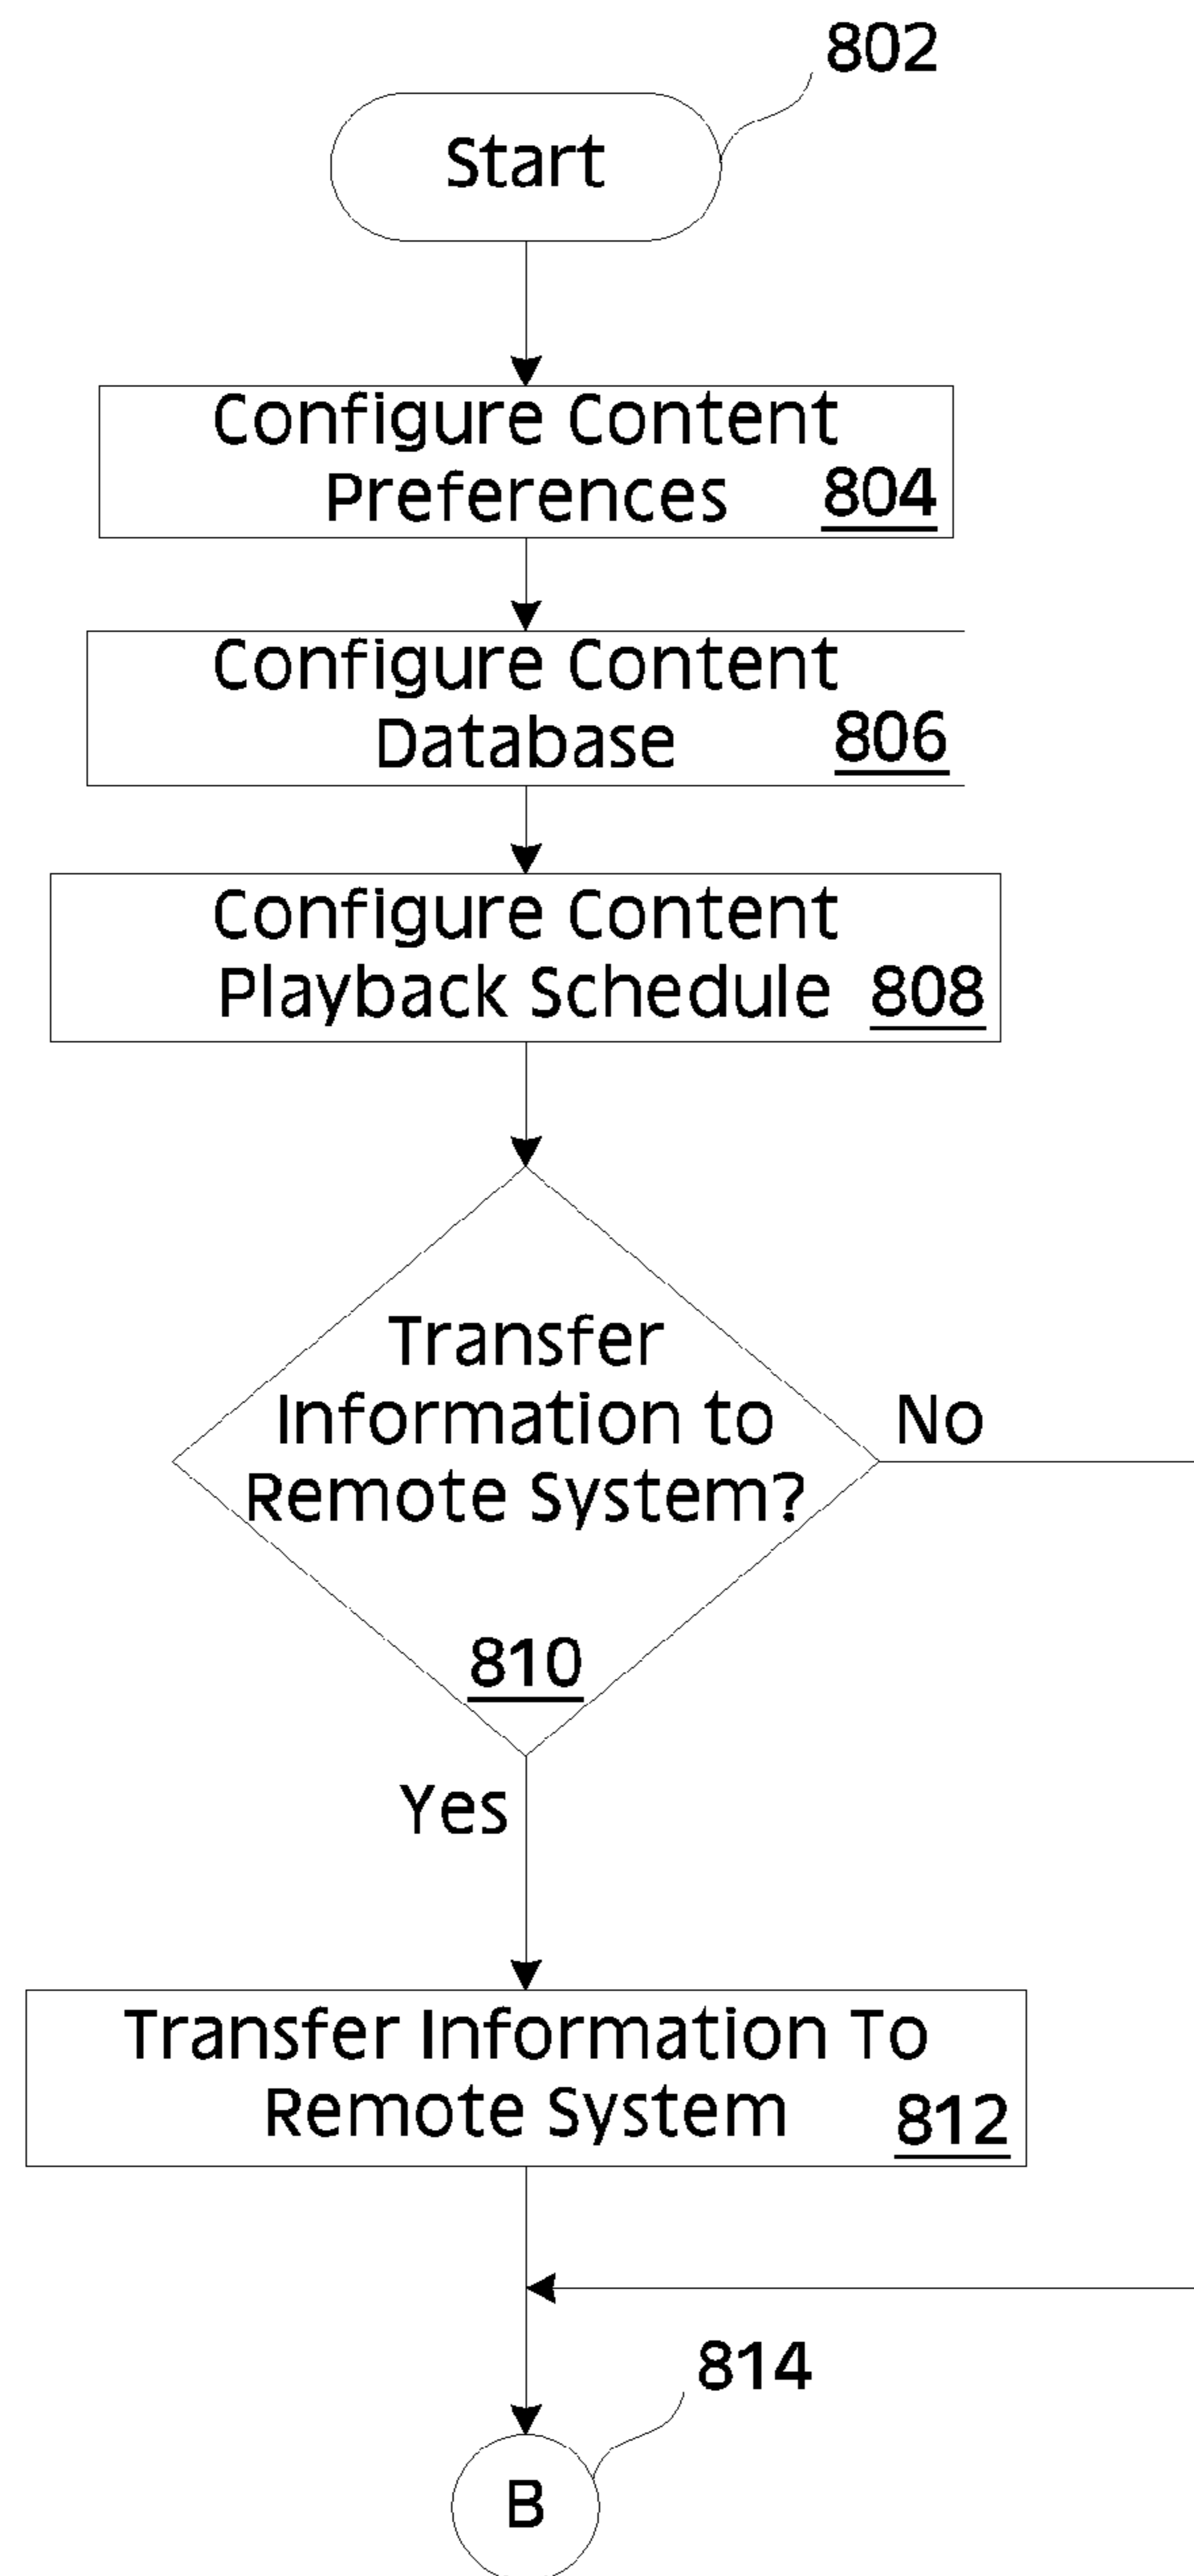 802
Start
Configure Content
Preferences 804
Configure Content
Database 806
Configure Content
Playback Schedule 808
Transfer
Information to
Remote System?
No
810
Yes
Transfer Information To
Remote System 812
814
B